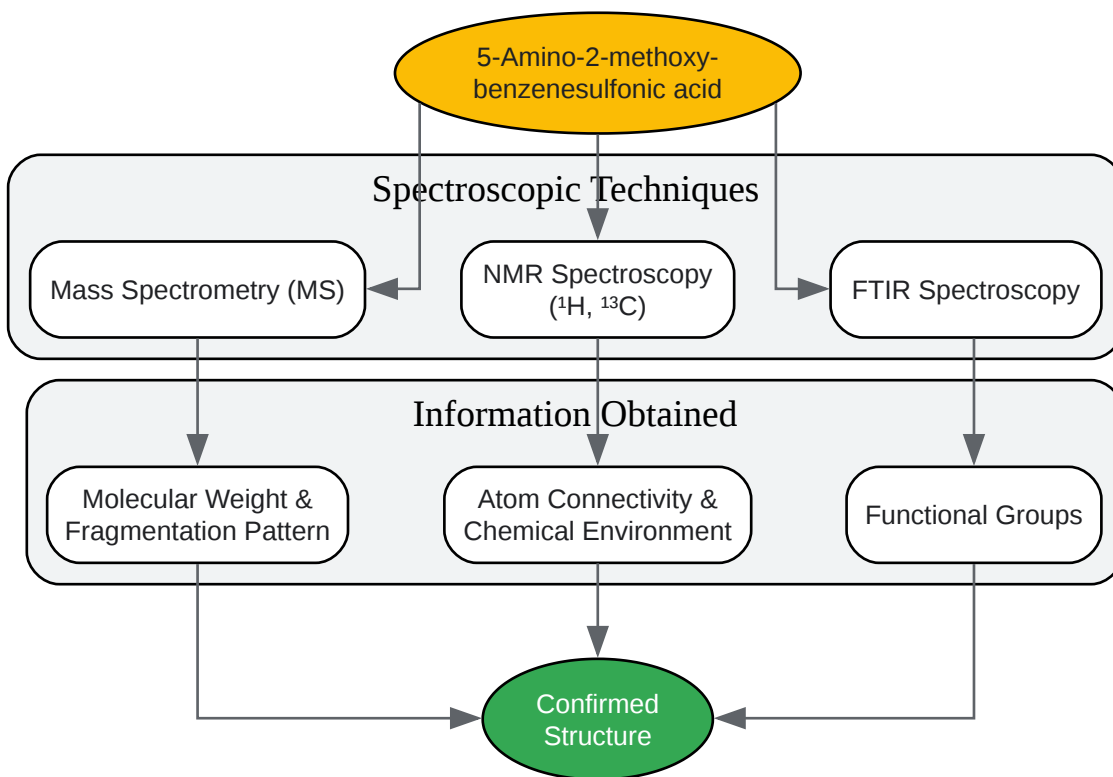 5-Amino-2-methoxy-
benzenesulfonic acid
Spectroscopic Techniques
Mass Spectrometry (MS)
NMR Spectroscopy
(¹H, ¹³C)
FTIR Spectroscopy
Information Obtained
Molecular Weight &
Fragmentation Pattern
Atom Connectivity &
Chemical Environment
Functional Groups
Confirmed
Structure